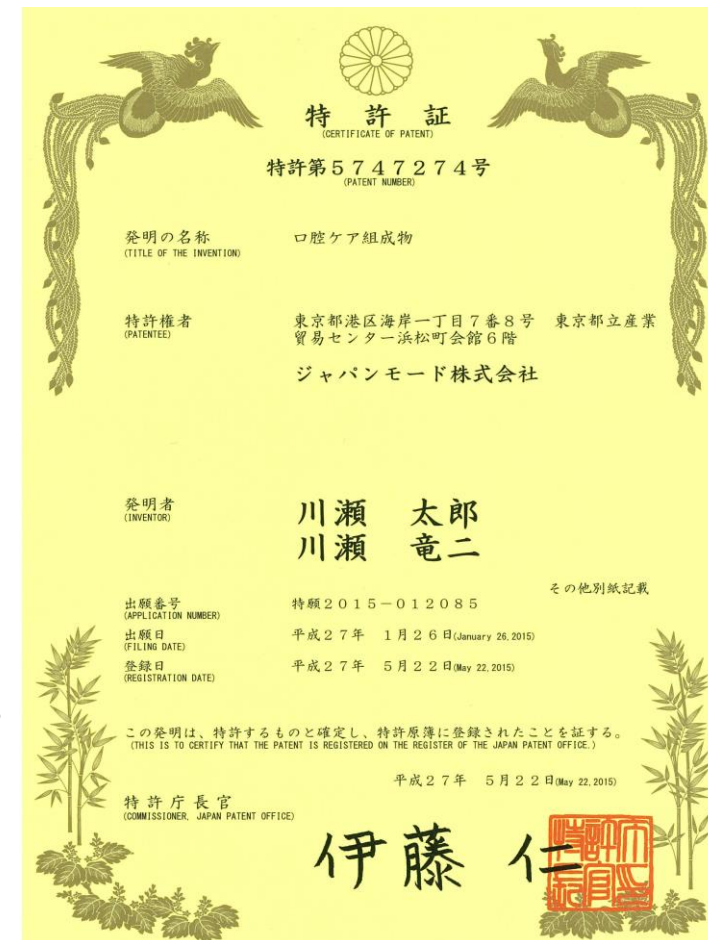 特許証
(CERTIFICATE OF PATENT)
特許第5747274号
(PATENT NUMBER)
発明の名称 口腔ケア組成物
(TITLE OF THE INVENTION)
特許権者 東京都港区海岸一丁目7番8号 東京都立産業
(PATENTEE) 貿易センター浜松町会館6階
ジャパンモード株式会社
発明者 川瀬 太郎
(INVENTOR)
川瀬 竜二
その他別紙記載
出願番号 特願2015-012085
(APPLICATION NUMBER)
出願日 平成27年 1月26日(January 26,2015)
(FILING DATE)
登録日 平成27年 5月22日(May 22,2015)
(REGISTRATION DATE)
この発明は、特許するものと確定し、特許原簿に登録されたことを証する。
(THIS IS TO CERTIFY THAT THE PATENT IS REGISTERED ON THE REGISTER OF THE JAPAN PATENT OFFICE.)
平成27年 5月22日(May 22,2015)
特許庁長官
(COMMISSIONER, JAPAN PATENT OFFICE)
伊藤 仁